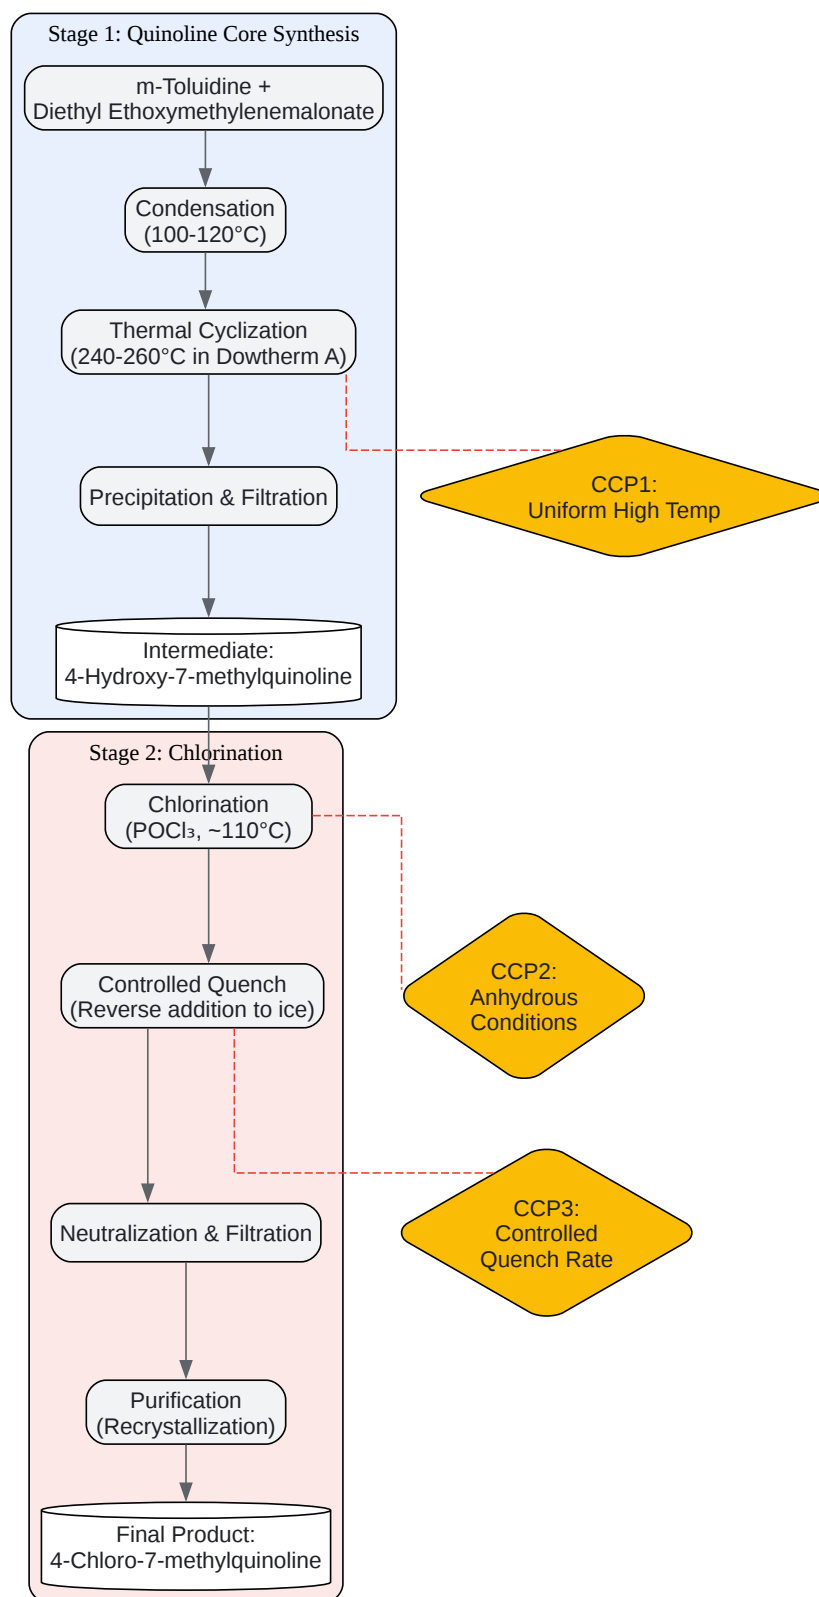 Stage 1: Quinoline Core Synthesis
m-Toluidine +
Diethyl Ethoxymethylenemalonate
Condensation
(100-120°C)
Thermal Cyclization
(240-260°C in Dowtherm A)
CCP1:
Uniform High Temp
Precipitation & Filtration
Intermediate:
4-Hydroxy-7-methylquinoline
Stage 2: Chlorination
Chlorination
(POCl₃, ~110°C)
CCP2:
Anhydrous
Conditions
Controlled Quench
(Reverse addition to ice)
CCP3:
Controlled
Quench Rate
Neutralization & Filtration
Purification
(Recrystallization)
Final Product:
4-Chloro-7-methylquinoline